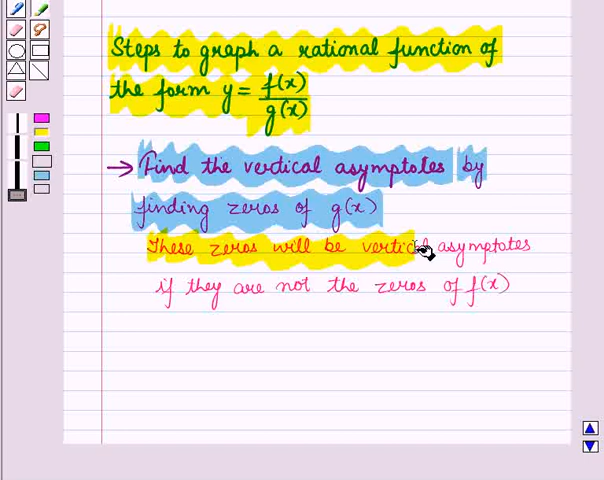 Steps to graph a rational function of
the form y = f(x)/g(x)
→ Find the vertical asymptotes by
finding zeros of g(x)
These zeros will be vertical asymptotes
if they are not the zeros of f(x)